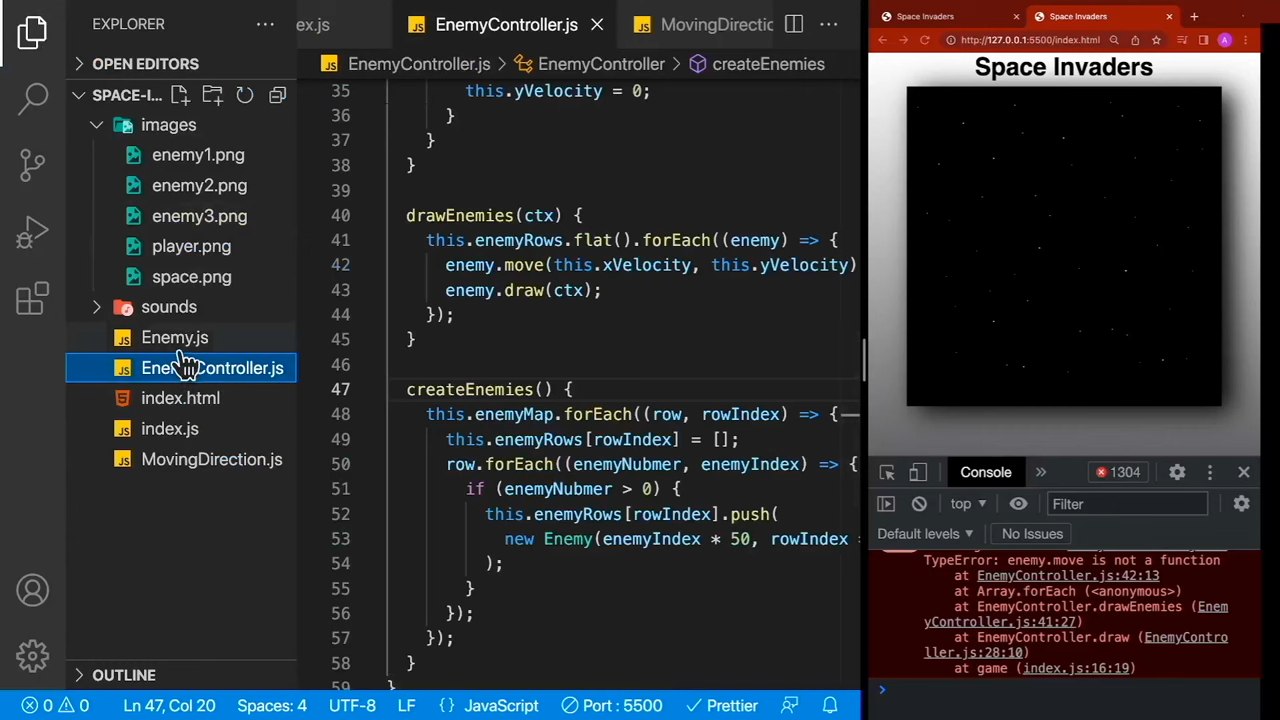 EXPLORER
OPEN EDITORS
SPACE-I...
images
enemy1.png
enemy2.png
enemy3.png
player.png
space.png
sounds
Enemy.js
EnemyController.js
index.html
index.js
MovingDirection.js
OUTLINE
ex.js
EnemyController.js
MovingDirectio
EnemyController.js > EnemyController > createEnemies
35 this.yVelocity = 0;
36 }
37 }
38 }
39
40 drawEnemies(ctx) {
41 this.enemyRows.flat().forEach((enemy) => {
42 enemy.move(this.xVelocity, this.yVelocity)
43 enemy.draw(ctx);
44 });
45 }
46
47 createEnemies() {
48 this.enemyMap.forEach((row, rowIndex) => {
49 this.enemyRows[rowIndex] = [];
50 row.forEach((enemyNubmer, enemyIndex) => {
51 if (enemyNubmer > 0) {
52 this.enemyRows[rowIndex].push(
53 new Enemy(enemyIndex * 50, rowIndex
54 );
55 }
56 });
57 });
58 }
59 }
0 0 Ln 47, Col 20 Spaces: 4 UTF-8 LF { } JavaScript Port : 5500 Prettier
Space Invaders
Space Invaders
http://127.0.0.1:5500/index.html
A
Space Invaders
Console
1304
top
Filter
Default levels
No Issues
TypeError: enemy.move is not a function
at EnemyController.js:42:13
at Array.forEach (<anonymous>)
at EnemyController.drawEnemies (Enem
yController.js:41:27)
at EnemyController.draw (EnemyContro
ller.js:28:10)
at game (index.js:16:19)